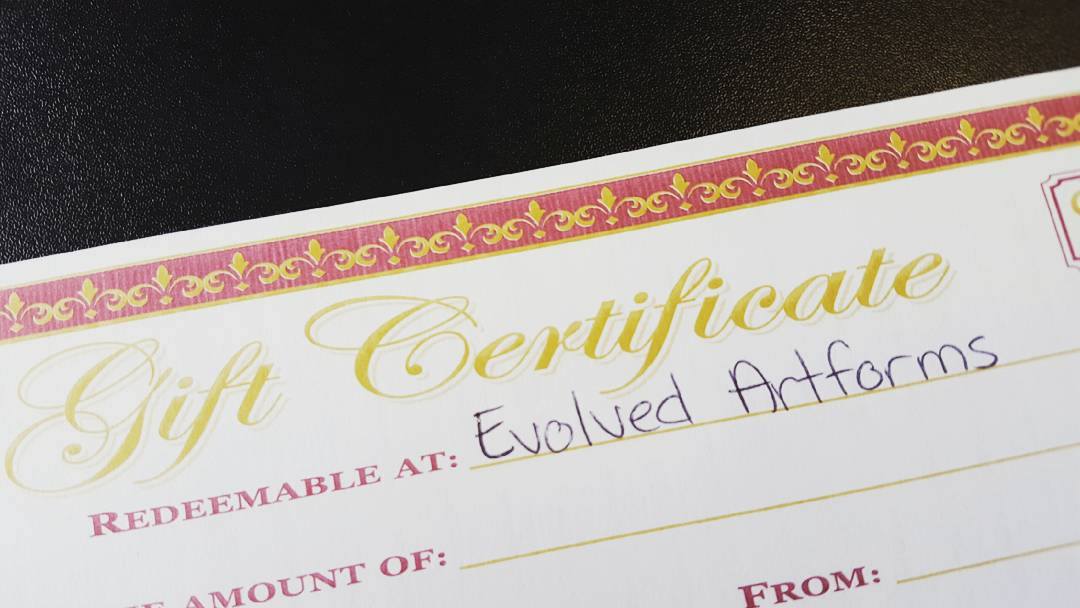 Gift Certificate
REDEEMABLE AT: Evolved Artforms
AMOUNT OF:
FROM: